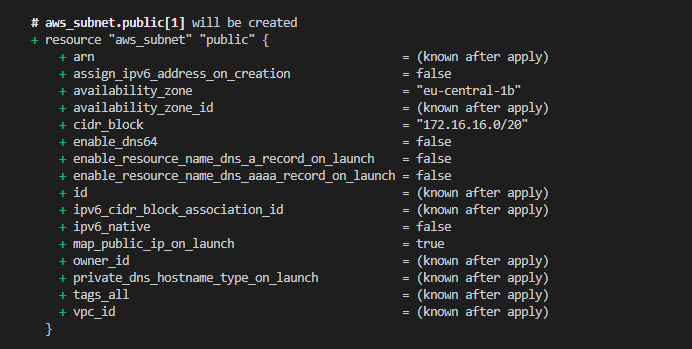 # aws_subnet.public[1] will be created
+ resource "aws_subnet" "public" {
+ arn = (known after apply)
+ assign_ipv6_address_on_creation = false
+ availability_zone = "eu-central-1b"
+ availability_zone_id = (known after apply)
+ cidr_block = "172.16.16.0/20"
+ enable_dns64 = false
+ enable_resource_name_dns_a_record_on_launch = false
+ enable_resource_name_dns_aaaa_record_on_launch = false
+ id = (known after apply)
+ ipv6_cidr_block_association_id = (known after apply)
+ ipv6_native = false
+ map_public_ip_on_launch = true
+ owner_id = (known after apply)
+ private_dns_hostname_type_on_launch = (known after apply)
+ tags_all = (known after apply)
+ vpc_id = (known after apply)
}